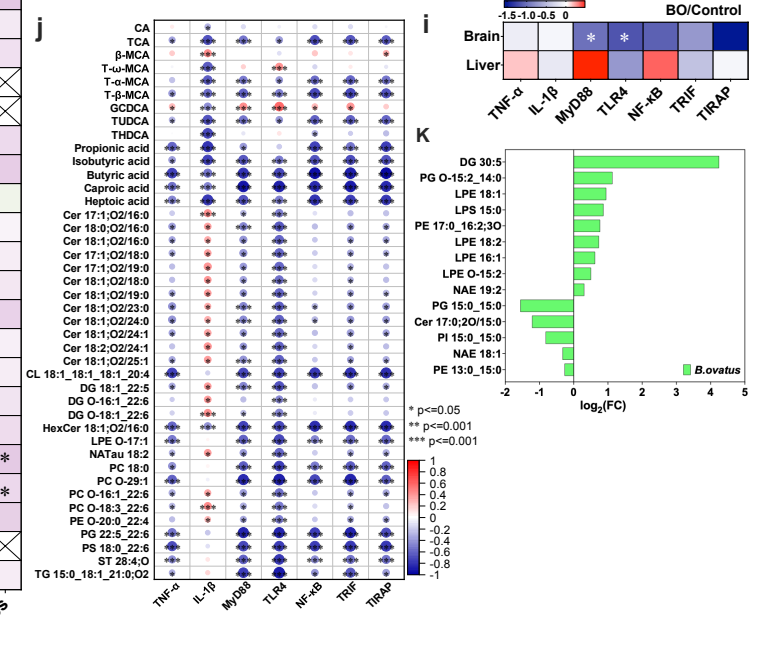 j
CA
TCA
β-MCA
T-ω-MCA
T-α-MCA
T-β-MCA
GCDCA
TUDCA
THDCA
Propionic acid
Isobutyric acid
Butyric acid
Caproic acid
Heptoic acid
Cer 17:1;O2/16:0
Cer 18:0;O2/16:0
Cer 18:1;O2/16:0
Cer 17:1;O2/18:0
Cer 17:1;O2/19:0
Cer 18:1;O2/18:0
Cer 18:1;O2/19:0
Cer 18:1;O2/23:0
Cer 18:1;O2/24:0
Cer 18:1;O2/24:1
Cer 18:2;O2/24:1
Cer 18:1;O2/25:1
CL 18:1_18:1_18:1_20:4
DG 18:1_22:5
DG O-16:1_22:6
DG O-18:1_22:6
HexCer 18:1;O2/16:0
LPE O-17:1
NATau 18:2
PC 18:0
PC O-29:1
PC O-16:1_22:6
PC O-18:3_22:6
PE O-20:0_22:4
PG 22:5_22:6
PS 18:0_22:6
ST 28:4;O
TG 15:0_18:1_21:0;O2
TNF-α IL-1β MyD88 TLR4 NF-κB TRIF TIRAP
* p<=0.05
** p<=0.001
*** p<=0.001
1
0.8
0.6
0.4
0.2
0
-0.2
-0.4
-0.6
-0.8
-1
i
-1.5 -1.0 -0.5 0
BO/Control
Brain
* *
Liver
TNF-α IL-1β MyD88 TLR4 NF-κB TRIF TIRAP
K
DG 30:5
PG O-15:2_14:0
LPE 18:1
LPS 15:0
PE 17:0_16:2;3O
LPE 18:2
LPE 16:1
LPE O-15:2
NAE 19:2
PG 15:0_15:0
Cer 17:0;2O/15:0
PI 15:0_15:0
NAE 18:1
PE 13:0_15:0
B.ovatus
-2 -1 0 1 2 3 4 5
log2(FC)
*
*
s